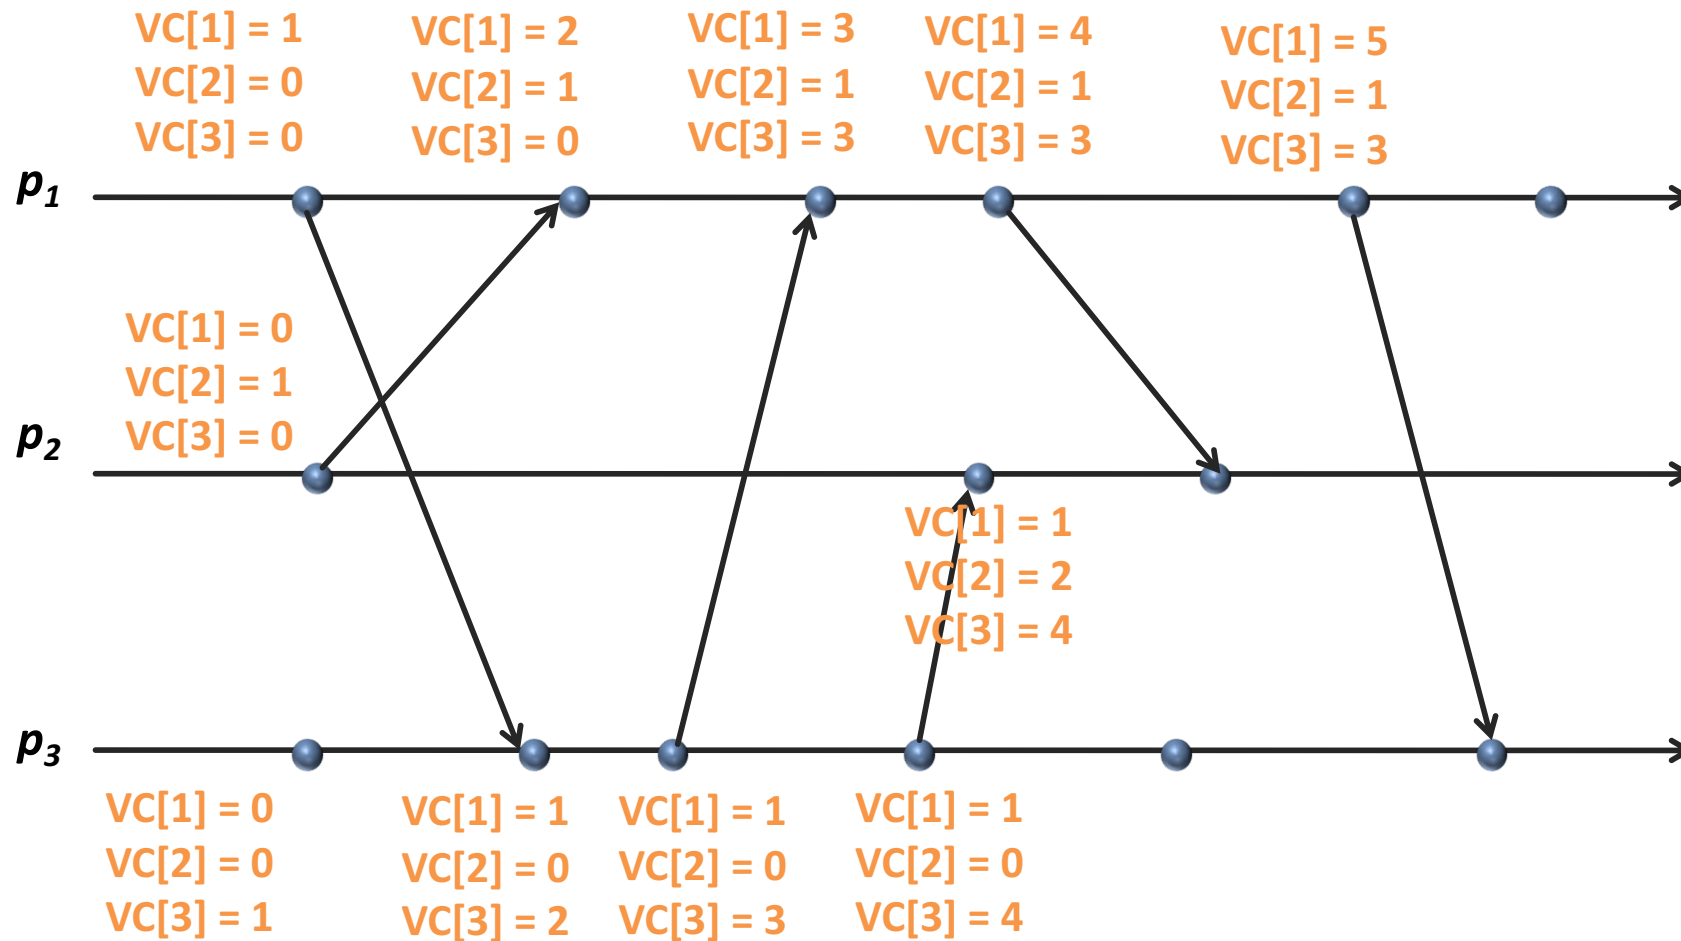 VC[1] = 1
VC[2] = 0
VC[3] = 0
VC[1] = 2
VC[2] = 1
VC[3] = 0
VC[1] = 3
VC[2] = 1
VC[3] = 3
VC[1] = 4
VC[2] = 1
VC[3] = 3
VC[1] = 5
VC[2] = 1
VC[3] = 3
p1
VC[1] = 0
VC[2] = 1
VC[3] = 0
p2
VC[1] = 1
VC[2] = 2
VC[3] = 4
p3
VC[1] = 0
VC[2] = 0
VC[3] = 1
VC[1] = 1
VC[2] = 0
VC[3] = 2
VC[1] = 1
VC[2] = 0
VC[3] = 3
VC[1] = 1
VC[2] = 0
VC[3] = 4